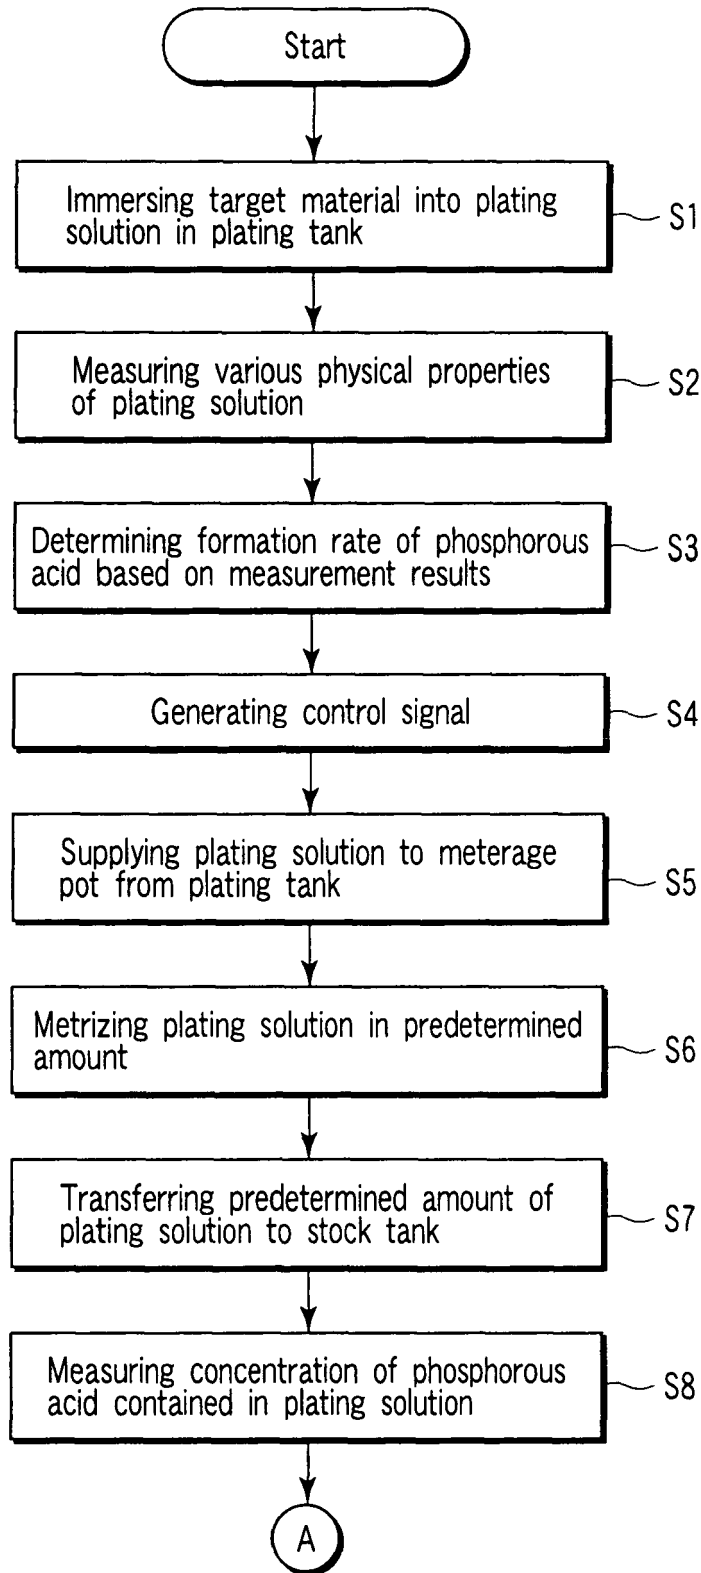 Start
Immersing target material into plating
solution in plating tank
S1
Measuring various physical properties
of plating solution
S2
Determining formation rate of phosphorous
acid based on measurement results
S3
Generating control signal
S4
Supplying plating solution to meterage
pot from plating tank
S5
Metrizing plating solution in predetermined
amount
S6
Transferring predetermined amount of
plating solution to stock tank
S7
Measuring concentration of phosphorous
acid contained in plating solution
S8
A